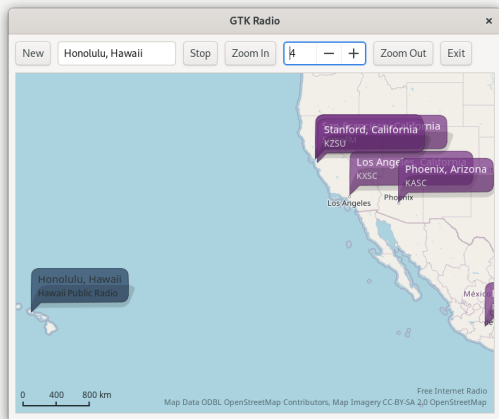 GTK Radio
×
New
Honolulu, Hawaii
Stop
Zoom In
4
Zoom Out
Exit
Stanford, California
KZSU
Los Angeles, California
KXSC
Phoenix, Arizona
KASC
Los Angeles
Phoenix
Honolulu, Hawaii
Hawaii Public Radio
0 400 800 km
Free Internet Radio
Map Data ODBL OpenStreetMap Contributors, Map Imagery CC-BY-SA 2.0 OpenStreetMap